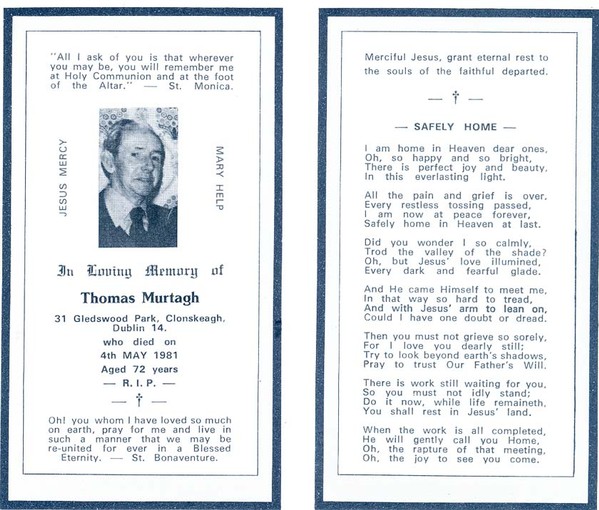 "All I ask of you is that wherever
you may be, you will remember me
at Holy Communion and at the foot
of the Altar." — St. Monica.
JESUS MERCY
MARY HELP
In Loving Memory of
Thomas Murtagh
31 Gledswood Park, Clonskeagh,
Dublin 14.
who died on
4th MAY 1981
Aged 72 years
— R. I. P. —
— † —
Oh! you whom I have loved so much
on earth, pray for me and live in
such a manner that we may be
re-united for ever in a Blessed
Eternity. — St. Bonaventure.
Merciful Jesus, grant eternal rest to
the souls of the faithful departed.
— † —
— SAFELY HOME —
I am home in Heaven dear ones,
Oh, so happy and so bright,
There is perfect joy and beauty.
In this everlasting light.
All the pain and grief is over.
Every restless tossing passed,
I am now at peace forever,
Safely home in Heaven at last.
Did you wonder I so calmly,
Trod the valley of the shade?
Oh, but Jesus' love illumined,
Every dark and fearful glade.
And He came Himself to meet me,
In that way so hard to tread,
And with Jesus' arm to lean on,
Could I have one doubt or dread.
Then you must not grieve so sorely,
For I love you dearly still;
Try to look beyond earth's shadows,
Pray to trust Our Father's Will.
There is work still waiting for you,
So you must not idly stand;
Do it now, while life remaineth,
You shall rest in Jesus' land.
When the work is all completed,
He will gently call you Home,
Oh, the rapture of that meeting,
Oh, the joy to see you come.